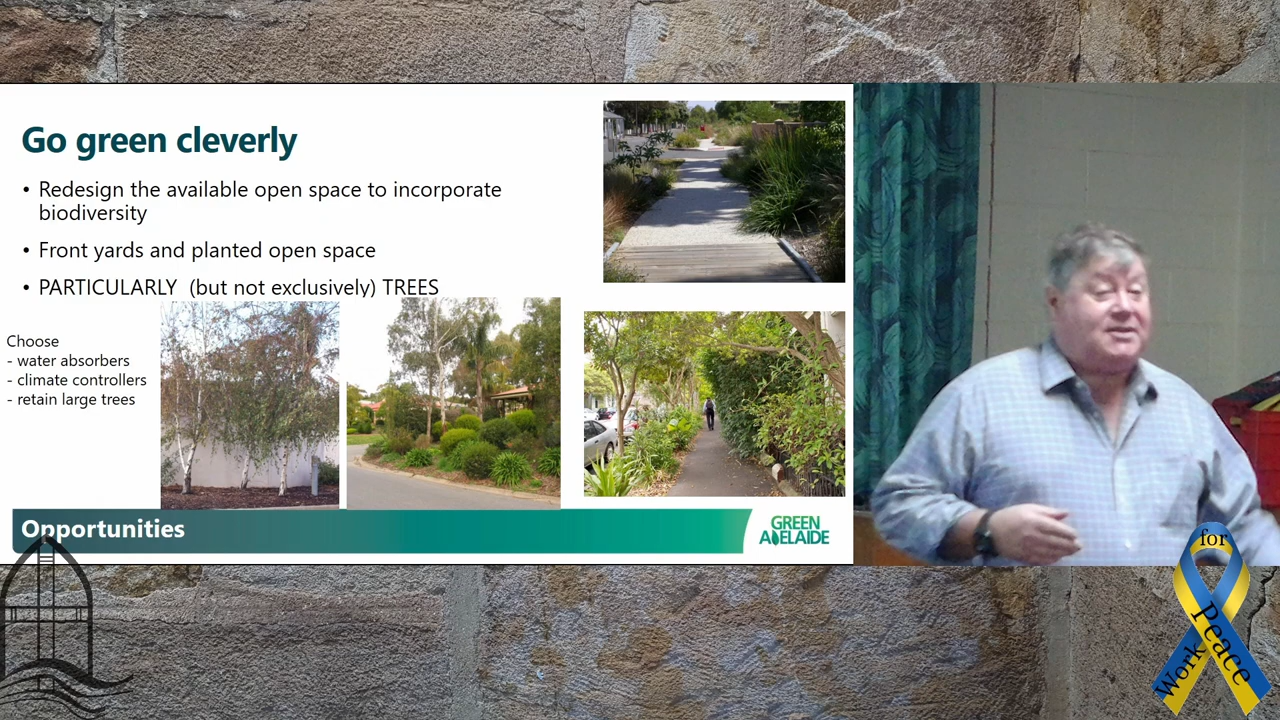 Go green cleverly
• Redesign the available open space to incorporate
biodiversity
• Front yards and planted open space
• PARTICULARLY (but not exclusively) TREES
Choose
- water absorbers
- climate controllers
- retain large trees
Opportunities
GREEN
ADELAIDE
Work
for
Peace